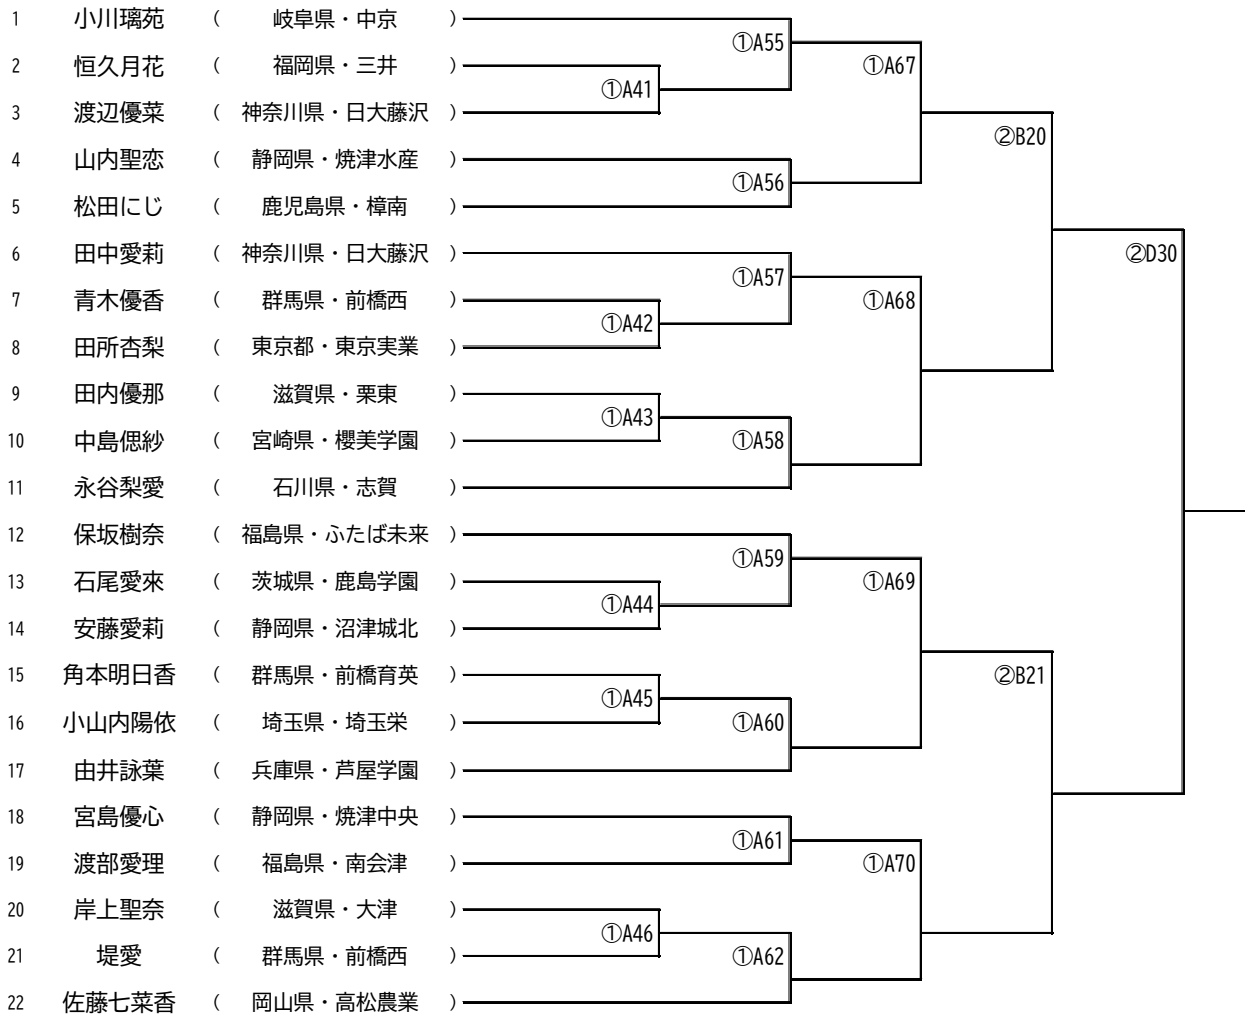 1 小川璃苑 ( 岐阜県・中京 )
①A55
2 恒久月花 ( 福岡県・三井 )
①A67
①A41
3 渡辺優菜 ( 神奈川県・日大藤沢 )
②B20
4 山内聖恋 ( 静岡県・焼津水産 )
①A56
5 松田にじ ( 鹿児島県・樟南 )
6 田中愛莉 ( 神奈川県・日大藤沢 )
②D30
①A57
7 青木優香 ( 群馬県・前橋西 )
①A68
①A42
8 田所杏梨 ( 東京都・東京実業 )
9 田内優那 ( 滋賀県・栗東 )
①A43
10 中島偲紗 ( 宮崎県・櫻美学園 )
①A58
11 永谷梨愛 ( 石川県・志賀 )
12 保坂樹奈 ( 福島県・ふたば未来 )
①A59
13 石尾愛來 ( 茨城県・鹿島学園 )
①A69
①A44
14 安藤愛莉 ( 静岡県・沼津城北 )
15 角本明日香 ( 群馬県・前橋育英 )
②B21
①A45
16 小山内陽依 ( 埼玉県・埼玉栄 )
①A60
17 由井詠葉 ( 兵庫県・芦屋学園 )
18 宮島優心 ( 静岡県・焼津中央 )
①A61
19 渡部愛理 ( 福島県・南会津 )
①A70
20 岸上聖奈 ( 滋賀県・大津 )
①A46
21 堤愛 ( 群馬県・前橋西 )
①A62
22 佐藤七菜香 ( 岡山県・高松農業 )